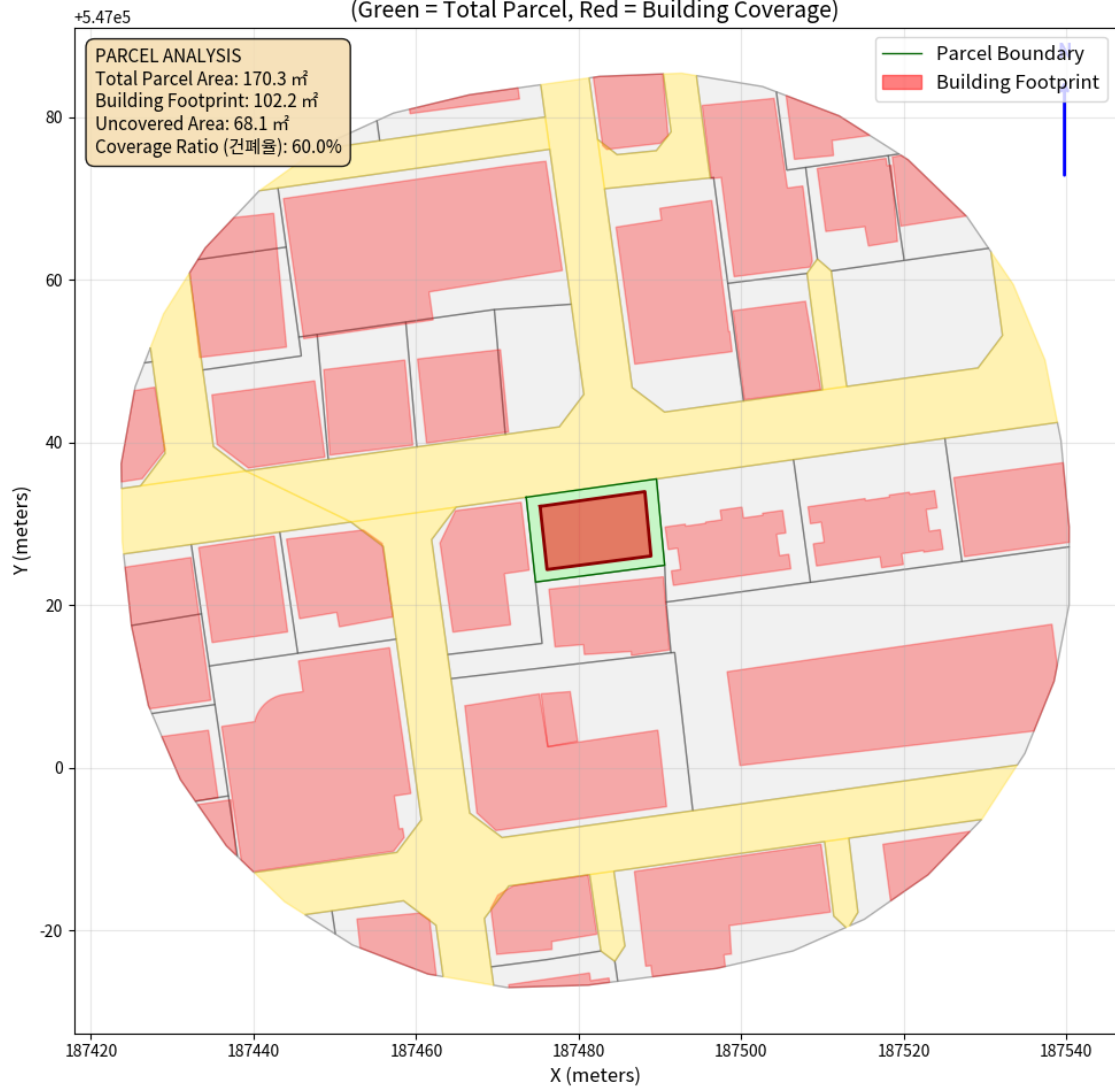 (Green = Total Parcel, Red = Building Coverage)
+5.47e5
PARCEL ANALYSIS
Total Parcel Area: 170.3 ㎡
Building Footprint: 102.2 ㎡
Uncovered Area: 68.1 ㎡
Coverage Ratio (건폐율): 60.0%
Parcel Boundary
Building Footprint
80
60
40
20
0
-20
Y (meters)
187420
187440
187460
187480
187500
187520
187540
X (meters)